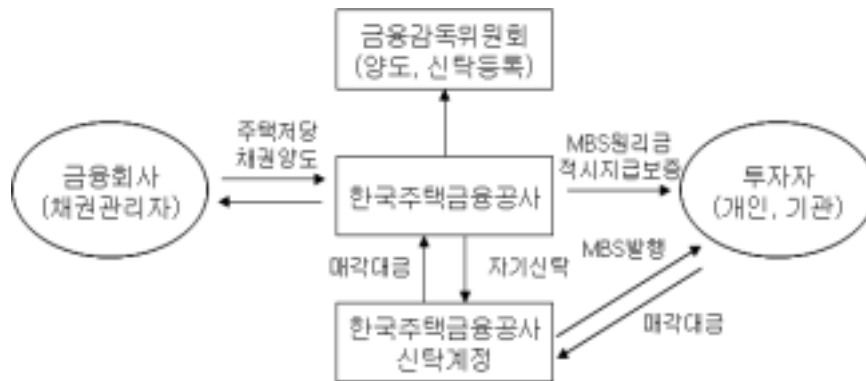 금융감독위원회
(양도, 신탁등록)
주택저당
채권양도
MBS원리금
적시지급보증
금융회사
(채권관리자)
한국주택금융공사
투자자
(개인, 기관)
매각대금
자기신탁
MBS발행
매각대금
한국주택금융공사
신탁계정